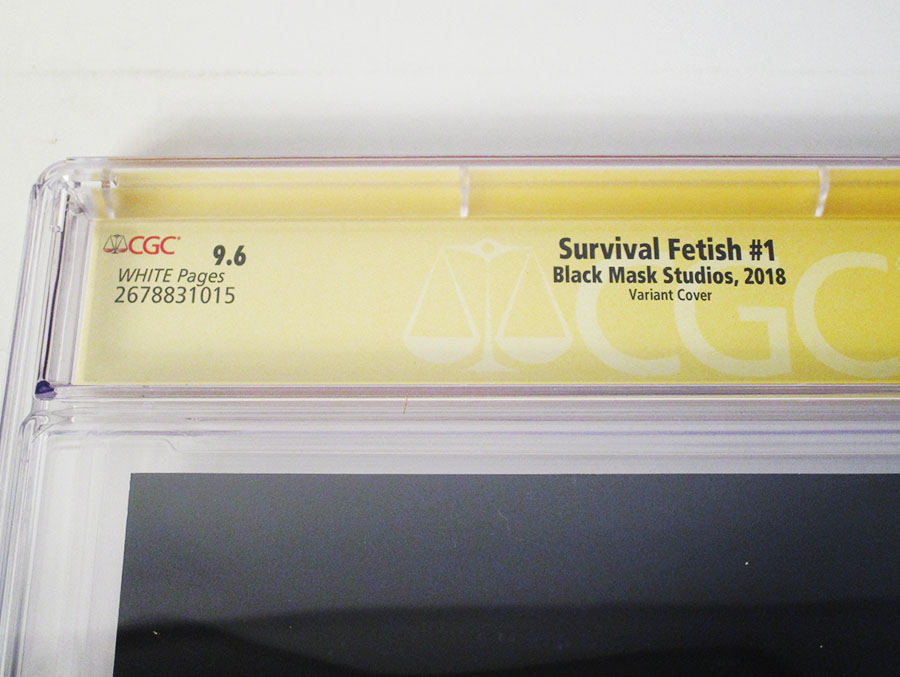 CGC 9.6
WHITE Pages
2678831015
Survival Fetish #1
Black Mask Studios, 2018
Variant Cover
CGC